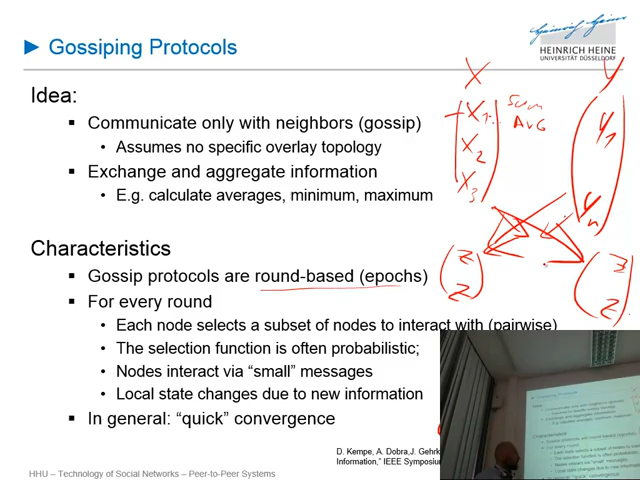 ► Gossiping Protocols
Heinrich Heine
HEINRICH HEINE
UNIVERSITÄT DÜSSELDORF
Idea:
▪ Communicate only with neighbors (gossip)
• Assumes no specific overlay topology
▪ Exchange and aggregate information
• E.g. calculate averages, minimum, maximum
X
X1
X2
X3
Sum
AVG
Y
Y1
Yn
Z
Z
Z
Z
Characteristics
▪ Gossip protocols are round-based (epochs)
▪ For every round
• Each node selects a subset of nodes to interact with (pairwise)
• The selection function is often probabilistic;
• Nodes interact via “small” messages
• Local state changes due to new information
▪ In general: “quick” convergence
D. Kempe, A. Dobra, J. Gehrk
Information,” IEEE Symposium
HHU – Technology of Social Networks – Peer-to-Peer Systems